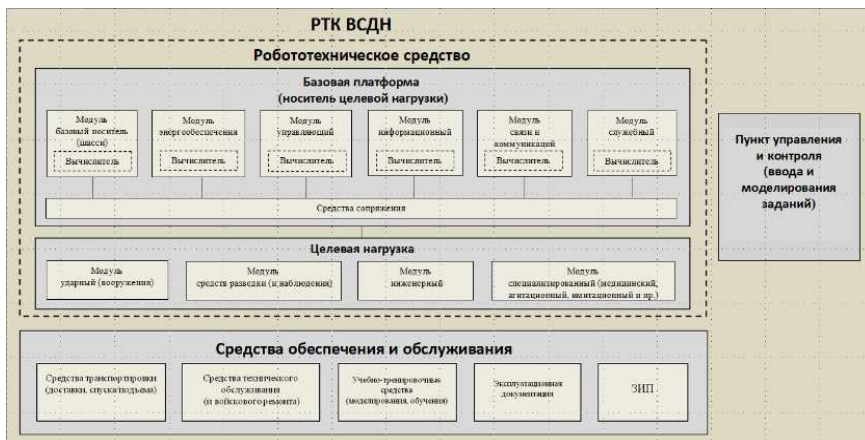 РТК ВСДН
Робототехническое средство
Базовая платформа
(носитель целевой нагрузки)
Модуль
базовый носитель
(шасси)
Вычислитель
Модуль
энергообеспечения
Вычислитель
Модуль
управляющий
Вычислитель
Модуль
информационный
Вычислитель
Модуль
связи и
коммуникаций
Вычислитель
Модуль
служебный
Вычислитель
Средства сопряжения
Целевая нагрузка
Модуль
ударный (вооружения)
Модуль
средств разведки (и наблюдения)
Модуль
инженерный
Модуль
специализированный (медицинский,
агитационный, имитационный и пр.)
Пункт управления
и контроля
(ввода и
моделирования
заданий)
Средства обеспечения и обслуживания
Средства транспортировки
(доставки, спуска/подъема)
Средства технического
обслуживания
(и войскового ремонта)
Учебно-тренировочные
средства
(моделирования, обучения)
Эксплуатационная
документация
ЗИП